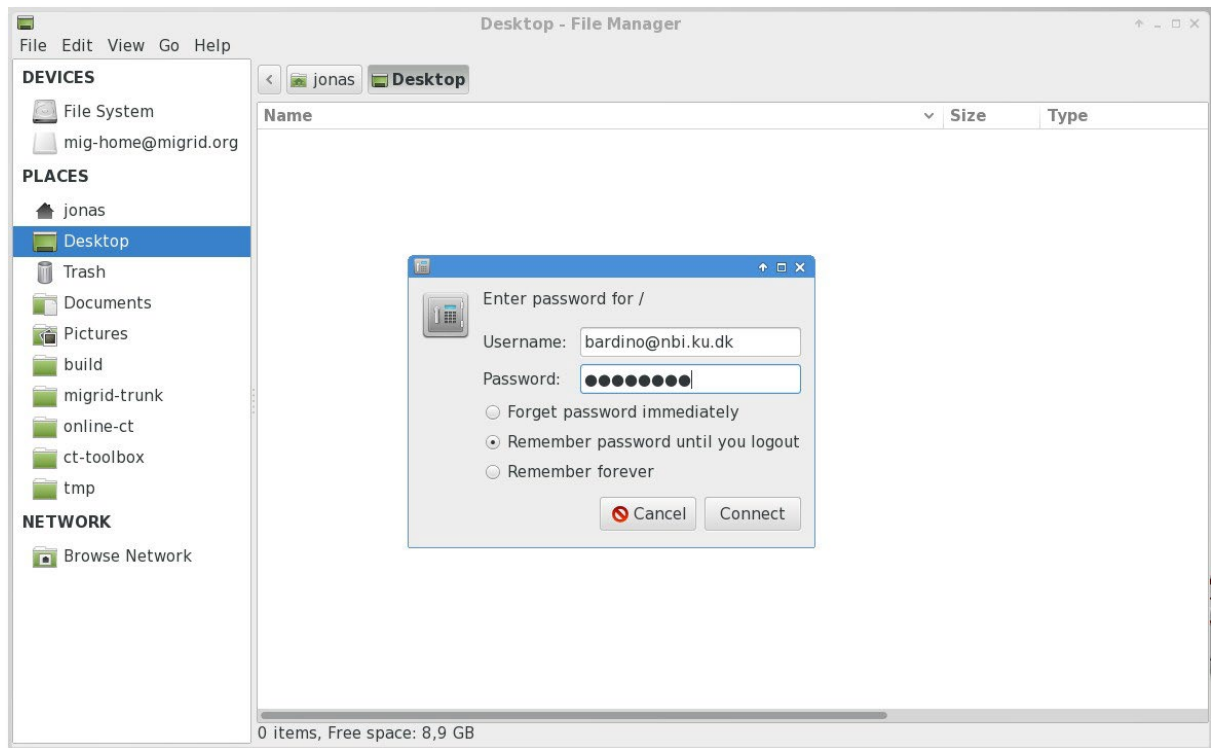 Desktop - File Manager
File Edit View Go Help
DEVICES
File System
mig-home@migrid.org
PLACES
jonas
Desktop
Trash
Documents
Pictures
build
migrid-trunk
online-ct
ct-toolbox
tmp
NETWORK
Browse Network
jonas Desktop
Name Size Type
Enter password for /
Username: bardino@nbi.ku.dk
Password: ●●●●●●●●
Forget password immediately
Remember password until you logout
Remember forever
Cancel Connect
0 items, Free space: 8,9 GB